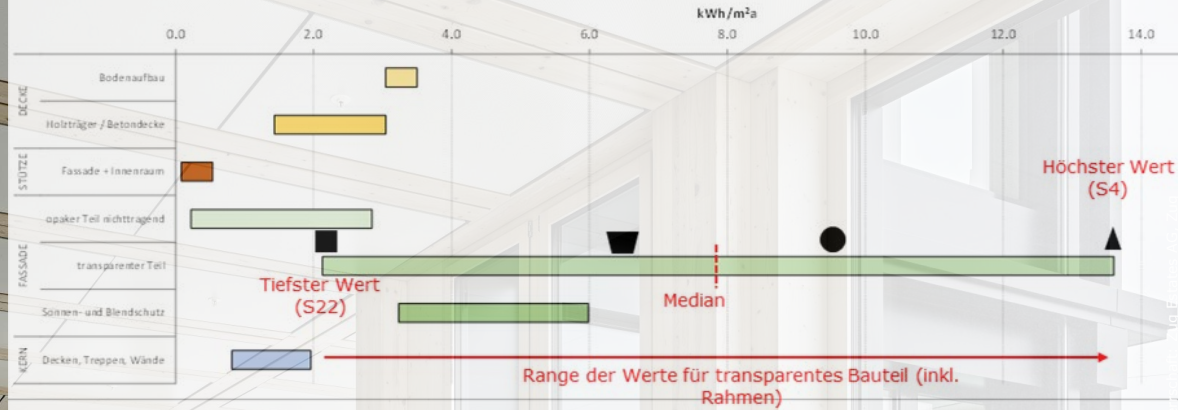 kWh/m²a
0.0 2.0 4.0 6.0 8.0 10.0 12.0 14.0
DECKE
Bodenaufbau
Holzträger / Betondecke
STÜTZE
Fassade + Innenraum
Höchster Wert
(S4)
FASSADE
opaker Teil nichttragend
transparenter Teil
Tiefster Wert
(S22)
Median
Sonnen- und Blendschutz
KERN
Decken, Treppen, Wände
Range der Werte für transparentes Bauteil (inkl.
Rahmen)